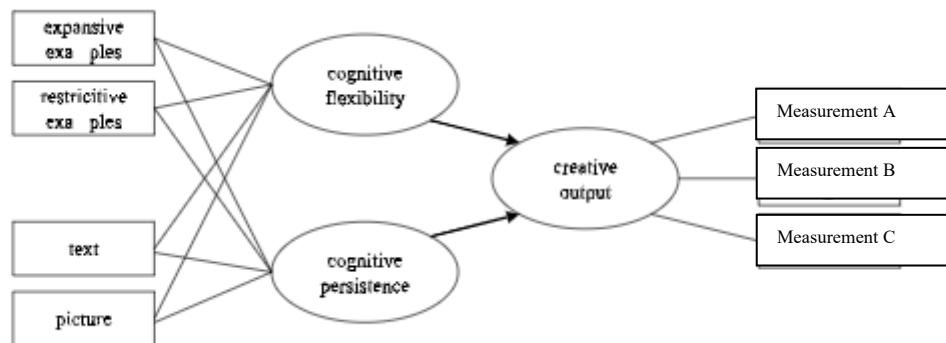 expansive
exa ples
restricitive
exa ples
text
picture
cognitive
flexibility
cognitive
persistence
creative
output
Measurement A
Measurement B
Measurement C